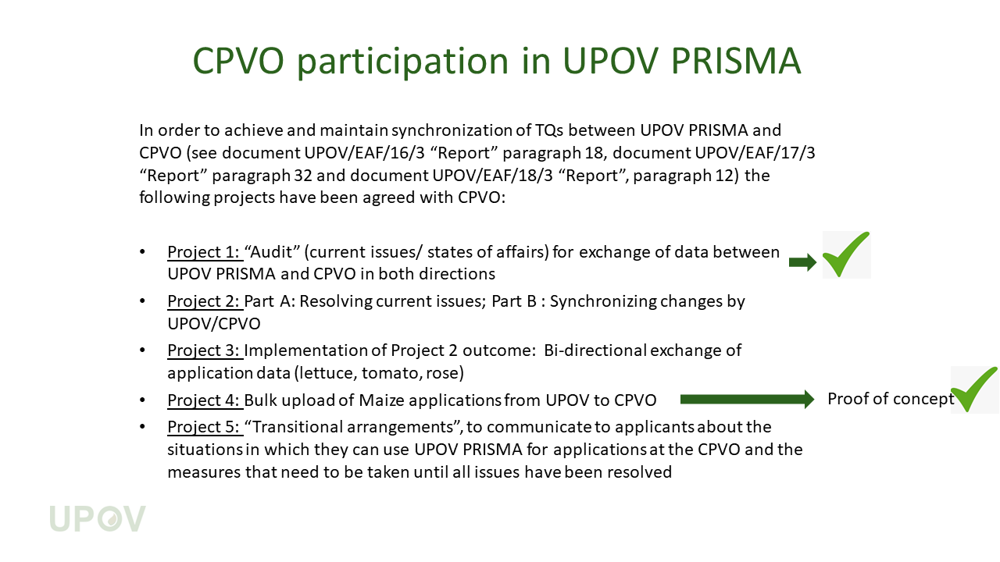 CPVO participation in UPOV PRISMA
In order to achieve and maintain synchronization of TQs between UPOV PRISMA and
CPVO (see document UPOV/EAF/16/3 “Report” paragraph 18, document UPOV/EAF/17/3
“Report” paragraph 32 and document UPOV/EAF/18/3 “Report”, paragraph 12) the
following projects have been agreed with CPVO:
• Project 1: “Audit” (current issues/ states of affairs) for exchange of data between
UPOV PRISMA and CPVO in both directions
• Project 2: Part A: Resolving current issues; Part B : Synchronizing changes by
UPOV/CPVO
• Project 3: Implementation of Project 2 outcome: Bi-directional exchange of
application data (lettuce, tomato, rose)
• Project 4: Bulk upload of Maize applications from UPOV to CPVO
Proof of concept
• Project 5: “Transitional arrangements”, to communicate to applicants about the
situations in which they can use UPOV PRISMA for applications at the CPVO and the
measures that need to be taken until all issues have been resolved
UPOV